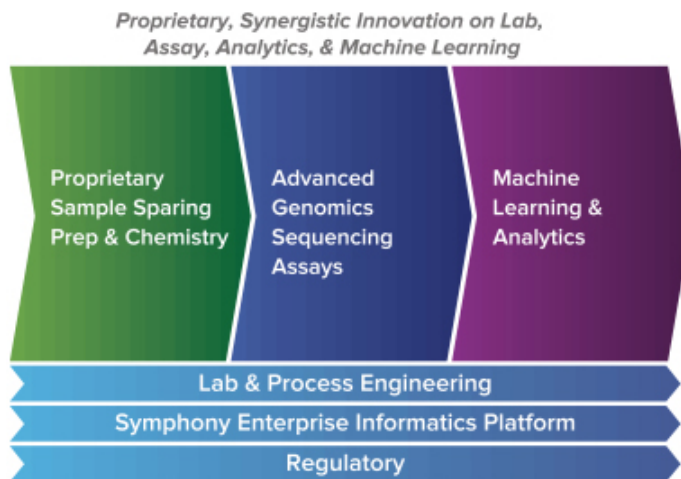 Proprietary, Synergistic Innovation on Lab,
Assay, Analytics, & Machine Learning
Proprietary
Sample Sparing
Prep & Chemistry
Advanced
Genomics
Sequencing
Assays
Machine
Learning &
Analytics
Lab & Process Engineering
Symphony Enterprise Informatics Platform
Regulatory